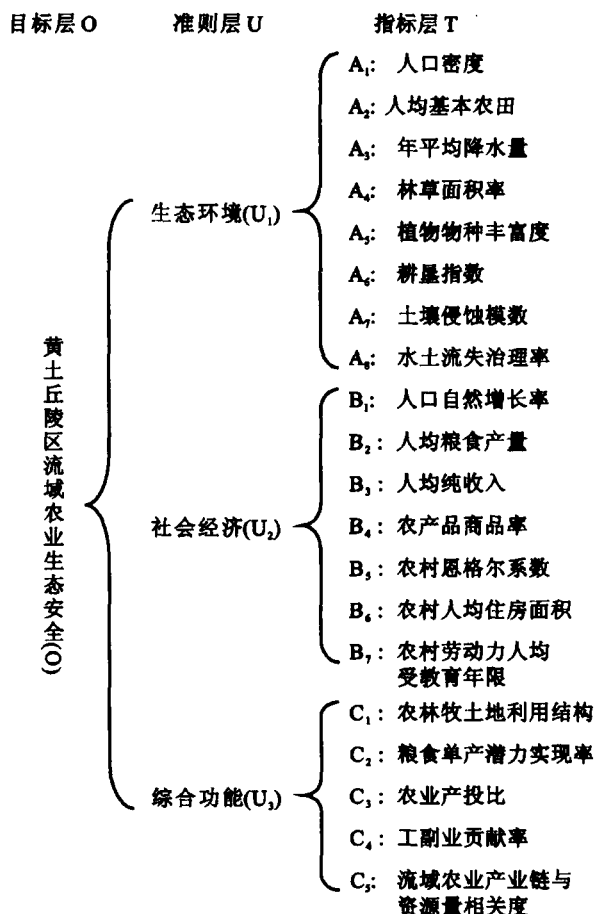 目标层 O 准则层 U 指标层 T
A₁: 人口密度
A₂: 人均基本农田
A₃: 年平均降水量
A₄: 林草面积率
生态环境(U₁)
A₅: 植物物种丰富度
A₆: 耕垦指数
A₇: 土壤侵蚀模数
A₈: 水土流失治理率
黄土丘陵区流域农业生态安全(O)
B₁: 人口自然增长率
B₂: 人均粮食产量
B₃: 人均纯收入
社会经济(U₂)
B₄: 农产品商品率
B₅: 农村恩格尔系数
B₆: 农村人均住房面积
B₇: 农村劳动力人均
受教育年限
C₁: 农林牧土地利用结构
C₂: 粮食单产潜力实现率
综合功能(U₃)
C₃: 农业产投比
C₄: 工副业贡献率
C₅: 流域农业产业链与
资源量相关度